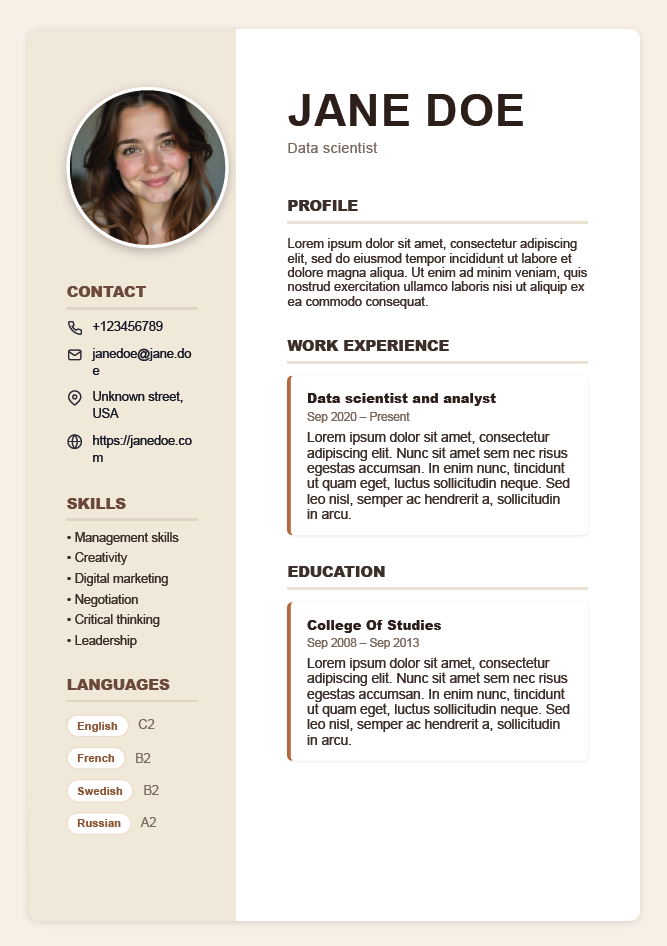 JANE DOE
Data scientist
CONTACT
+123456789
janedoe@jane.do
e
Unknown street,
USA
https://janedoe.co
m
SKILLS
• Management skills
• Creativity
• Digital marketing
• Negotiation
• Critical thinking
• Leadership
LANGUAGES
English C2
French B2
Swedish B2
Russian A2
PROFILE
Lorem ipsum dolor sit amet, consectetur adipiscing
elit, sed do eiusmod tempor incididunt ut labore et
dolore magna aliqua. Ut enim ad minim veniam, quis
nostrud exercitation ullamco laboris nisi ut aliquip ex
ea commodo consequat.
WORK EXPERIENCE
Data scientist and analyst
Sep 2020 – Present
Lorem ipsum dolor sit amet, consectetur
adipiscing elit. Nunc sit amet sem nec risus
egestas accumsan. In enim nunc, tincidunt
ut quam eget, luctus sollicitudin neque. Sed
leo nisl, semper ac hendrerit a, sollicitudin
in arcu.
EDUCATION
College Of Studies
Sep 2008 – Sep 2013
Lorem ipsum dolor sit amet, consectetur
adipiscing elit. Nunc sit amet sem nec risus
egestas accumsan. In enim nunc, tincidunt
ut quam eget, luctus sollicitudin neque. Sed
leo nisl, semper ac hendrerit a, sollicitudin
in arcu.